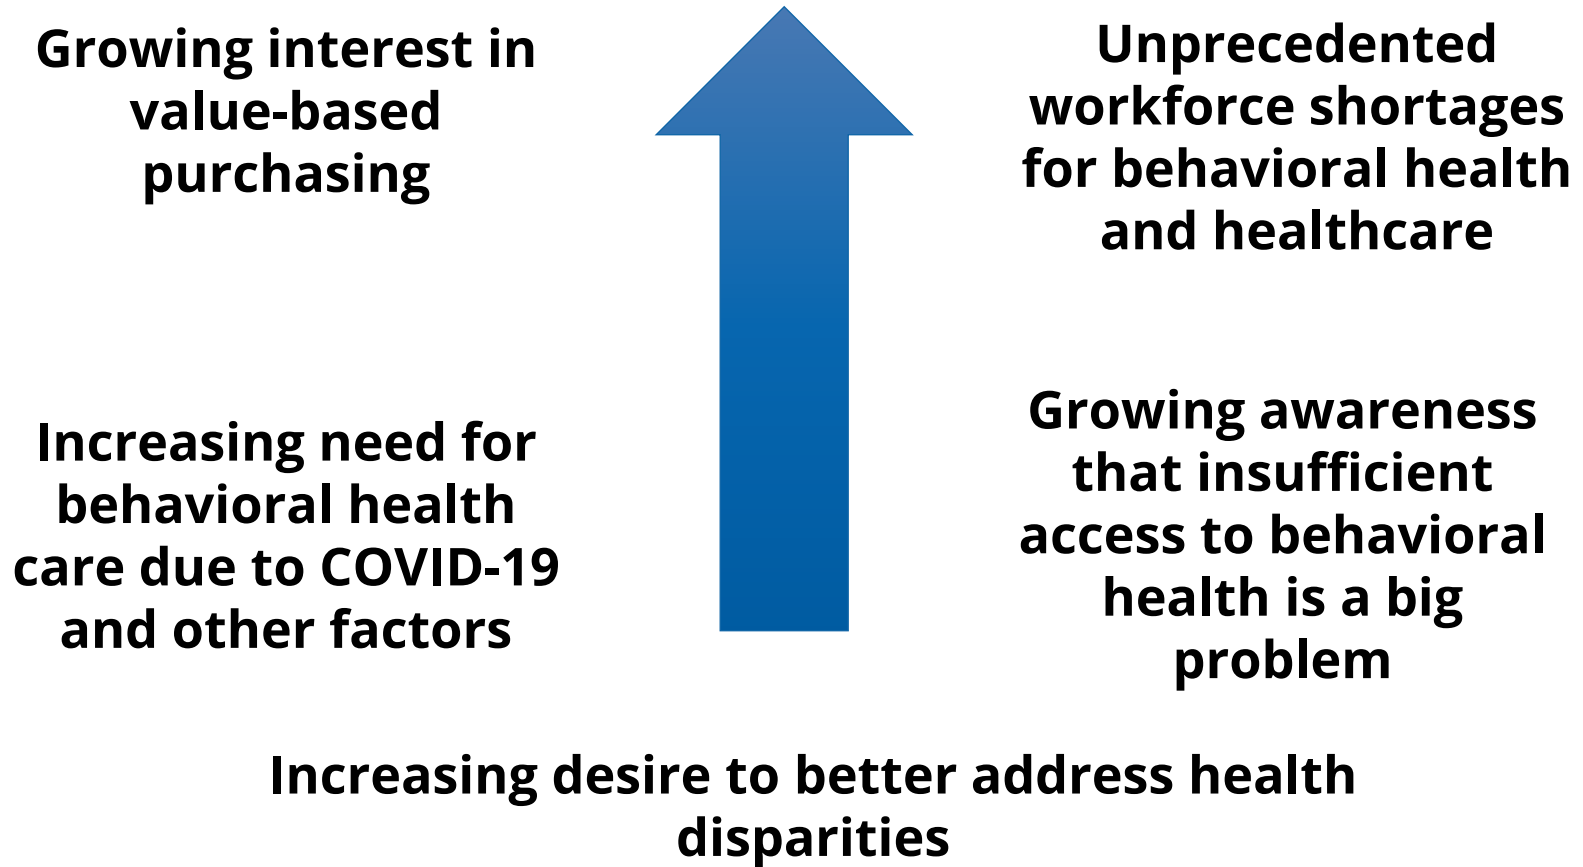 Growing interest in
value-based
purchasing
Unprecedented
workforce shortages
for behavioral health
and healthcare
Increasing need for
behavioral health
care due to COVID-19
and other factors
Growing awareness
that insufficient
access to behavioral
health is a big
problem
Increasing desire to better address health
disparities